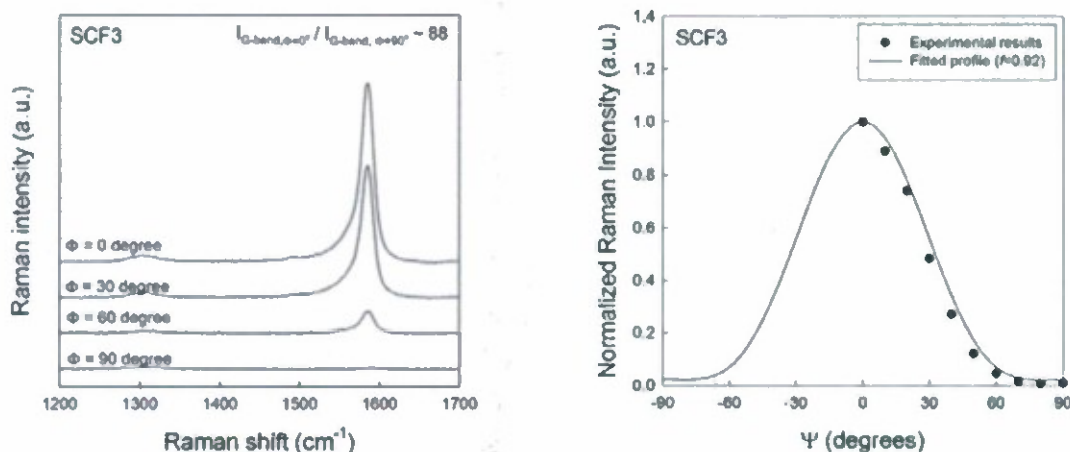 SCF3
I_G-band,Φ=0° / I_G-band, Φ=90° ~ 88
Raman intensity (a.u.)
Φ = 0 degree
Φ = 30 degree
Φ = 60 degree
Φ = 90 degree
1200 1300 1400 1500 1600 1700
Raman shift (cm⁻¹)
SCF3
Experimental results
Fitted profile (f=0.92)
Normalized Raman Intensity (a.u.)
1.4
1.2
1.0
0.8
0.6
0.4
0.2
0.0
-90 -60 -30 0 30 60 90
Ψ (degrees)